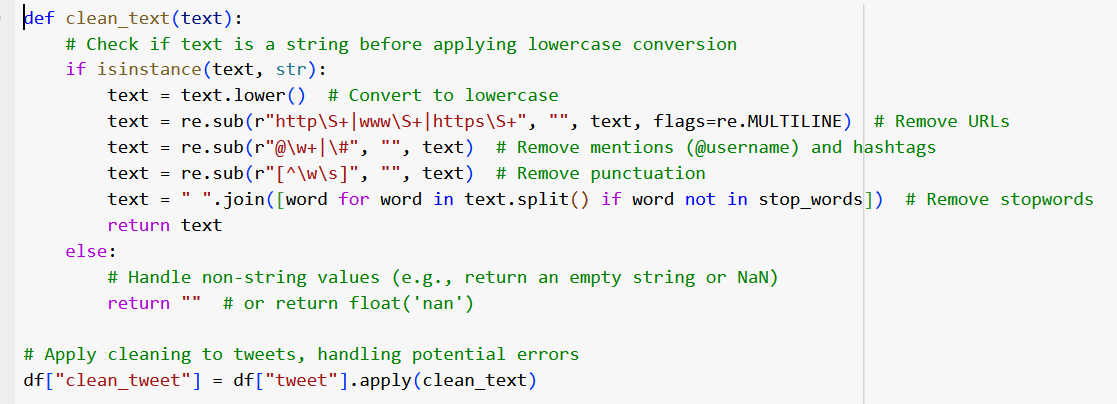 def clean_text(text):
    # Check if text is a string before applying lowercase conversion
    if isinstance(text, str):
        text = text.lower()  # Convert to lowercase
        text = re.sub(r"http\S+|www\S+|https\S+", "", text, flags=re.MULTILINE)  # Remove URLs
        text = re.sub(r"@\w+|\#", "", text)  # Remove mentions (@username) and hashtags
        text = re.sub(r"[^\w\s]", "", text)  # Remove punctuation
        text = " ".join([word for word in text.split() if word not in stop_words])  # Remove stopwords
        return text
    else:
        # Handle non-string values (e.g., return an empty string or NaN)
        return ""  # or return float('nan')

# Apply cleaning to tweets, handling potential errors
df["clean_tweet"] = df["tweet"].apply(clean_text)